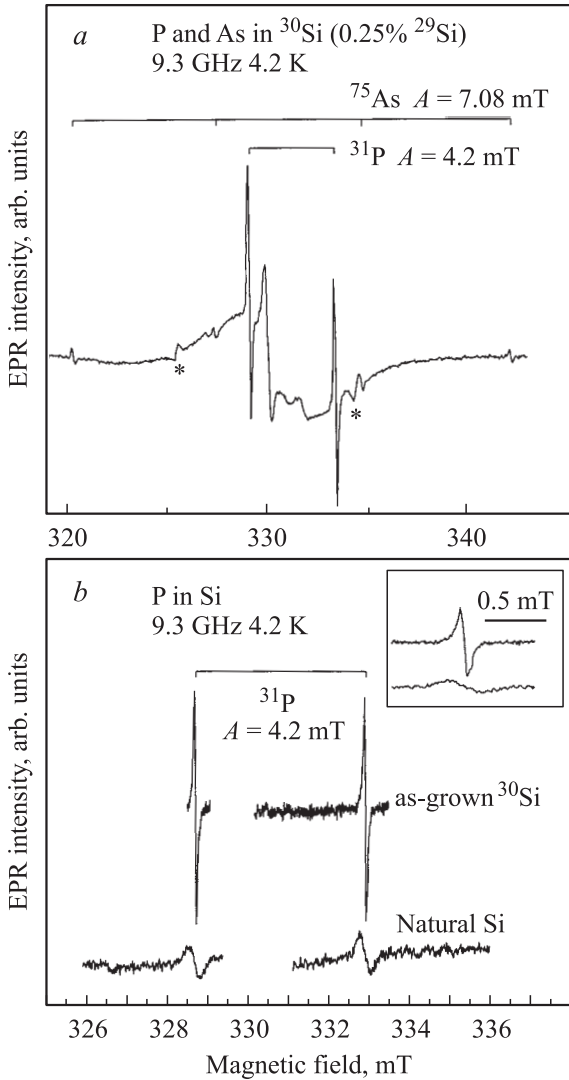 a P and As in ³⁰Si (0.25% ²⁹Si)
9.3 GHz 4.2 K
⁷⁵As A = 7.08 mT
³¹P A = 4.2 mT
EPR intensity, arb. units
*
*
320 330 340
b P in Si
9.3 GHz 4.2 K
0.5 mT
³¹P
A = 4.2 mT
as-grown ³⁰Si
Natural Si
EPR intensity, arb. units
326 328 330 332 334 336
Magnetic field, mT